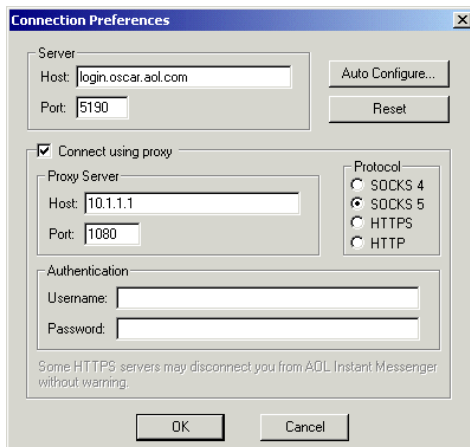 Connection Preferences
Server
Host: login.oscar.aol.com
Port: 5190
Auto Configure...
Reset
Connect using proxy
Proxy Server
Host: 10.1.1.1
Port: 1080
Protocol
SOCKS 4
SOCKS 5
HTTPS
HTTP
Authentication
Username:
Password:
Some HTTPS servers may disconnect you from AOL Instant Messenger
without warning.
OK
Cancel